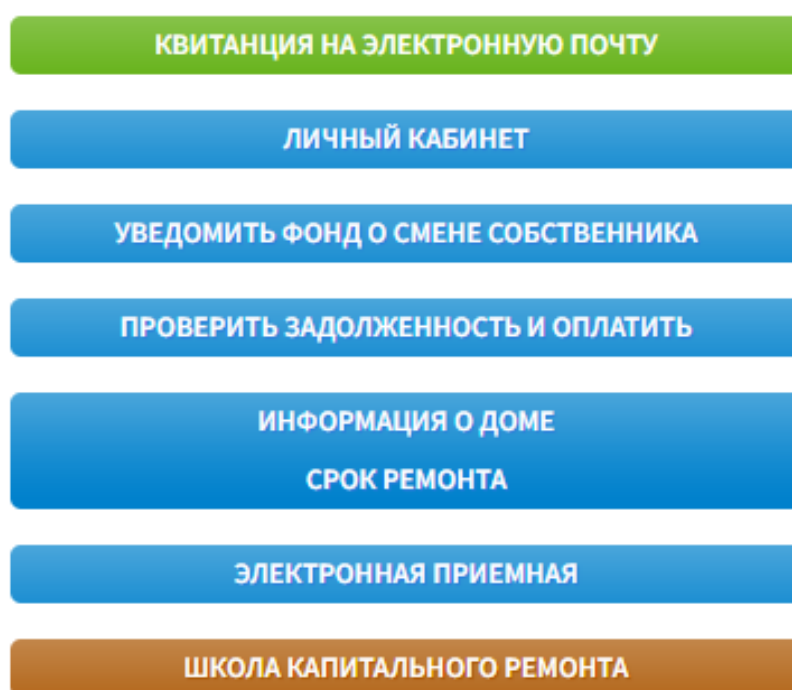 КВИТАНЦИЯ НА ЭЛЕКТРОННУЮ ПОЧТУ
ЛИЧНЫЙ КАБИНЕТ
УВЕДОМИТЬ ФОНД О СМЕНЕ СОБСТВЕННИКА
ПРОВЕРИТЬ ЗАДОЛЖЕННОСТЬ И ОПЛАТИТЬ
ИНФОРМАЦИЯ О ДОМЕ
СРОК РЕМОНТА
ЭЛЕКТРОННАЯ ПРИЕМНАЯ
ШКОЛА КАПИТАЛЬНОГО РЕМОНТА